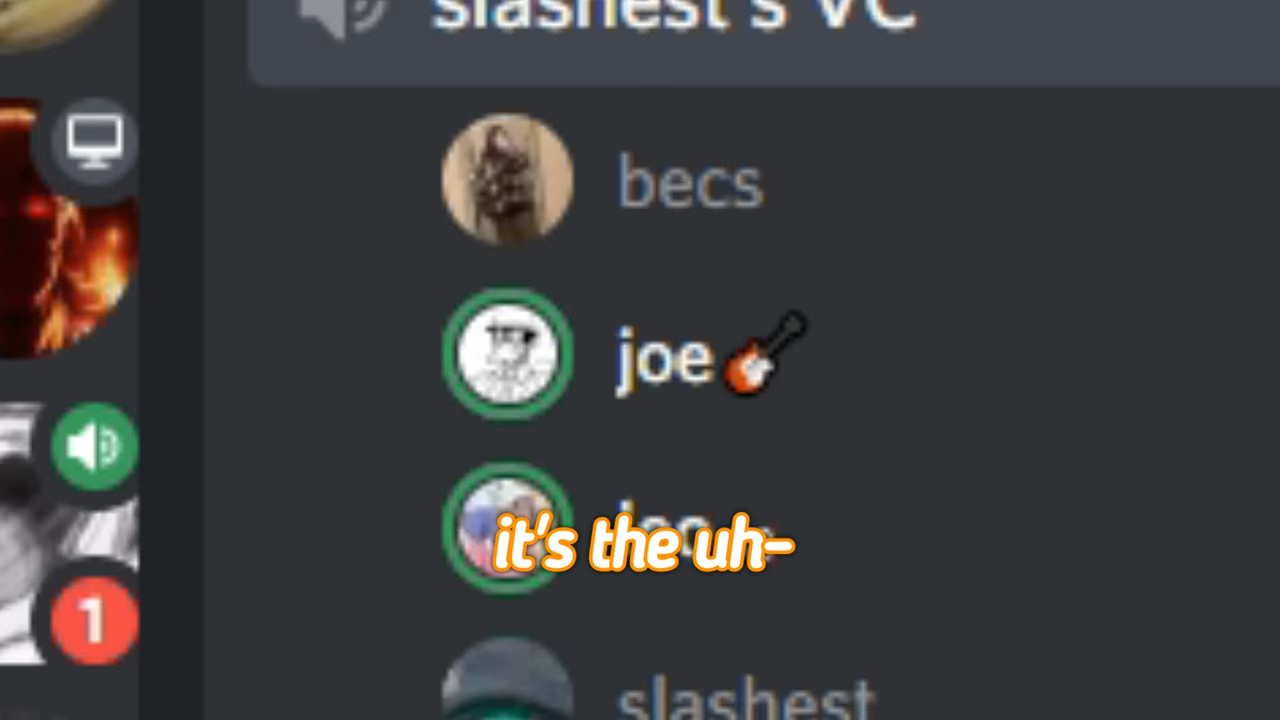 slashest's VC
becs
joe🎸
it's the uh-
slashest
1